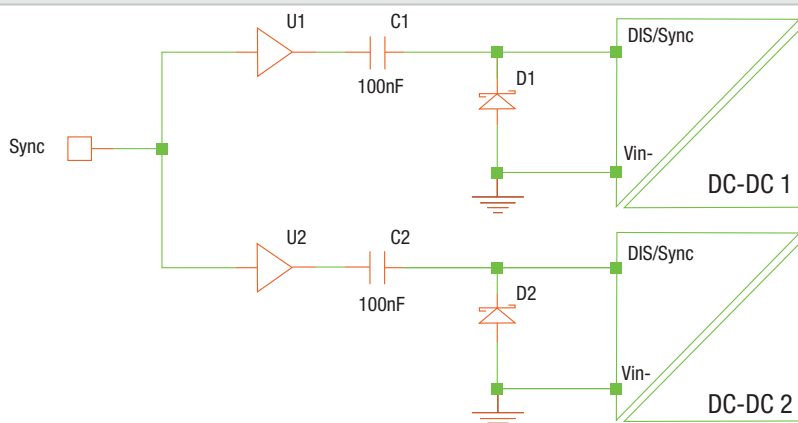 U1
C1
DIS/Sync
100nF
D1
Sync
Vin-
DC-DC 1
U2
C2
DIS/Sync
100nF
D2
Vin-
DC-DC 2